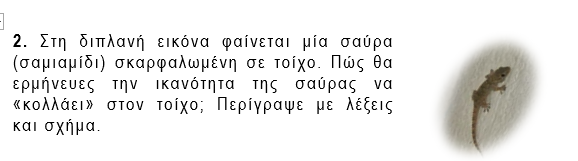 2. Στη διπλανή εικόνα φαίνεται μία σαύρα
(σαμιαμίδι) σκαρφαλωμένη σε τοίχο. Πώς θα
ερμήνευες την ικανότητα της σαύρας να
«κολλάει» στον τοίχο; Περίγραψε με λέξεις
και σχήμα.